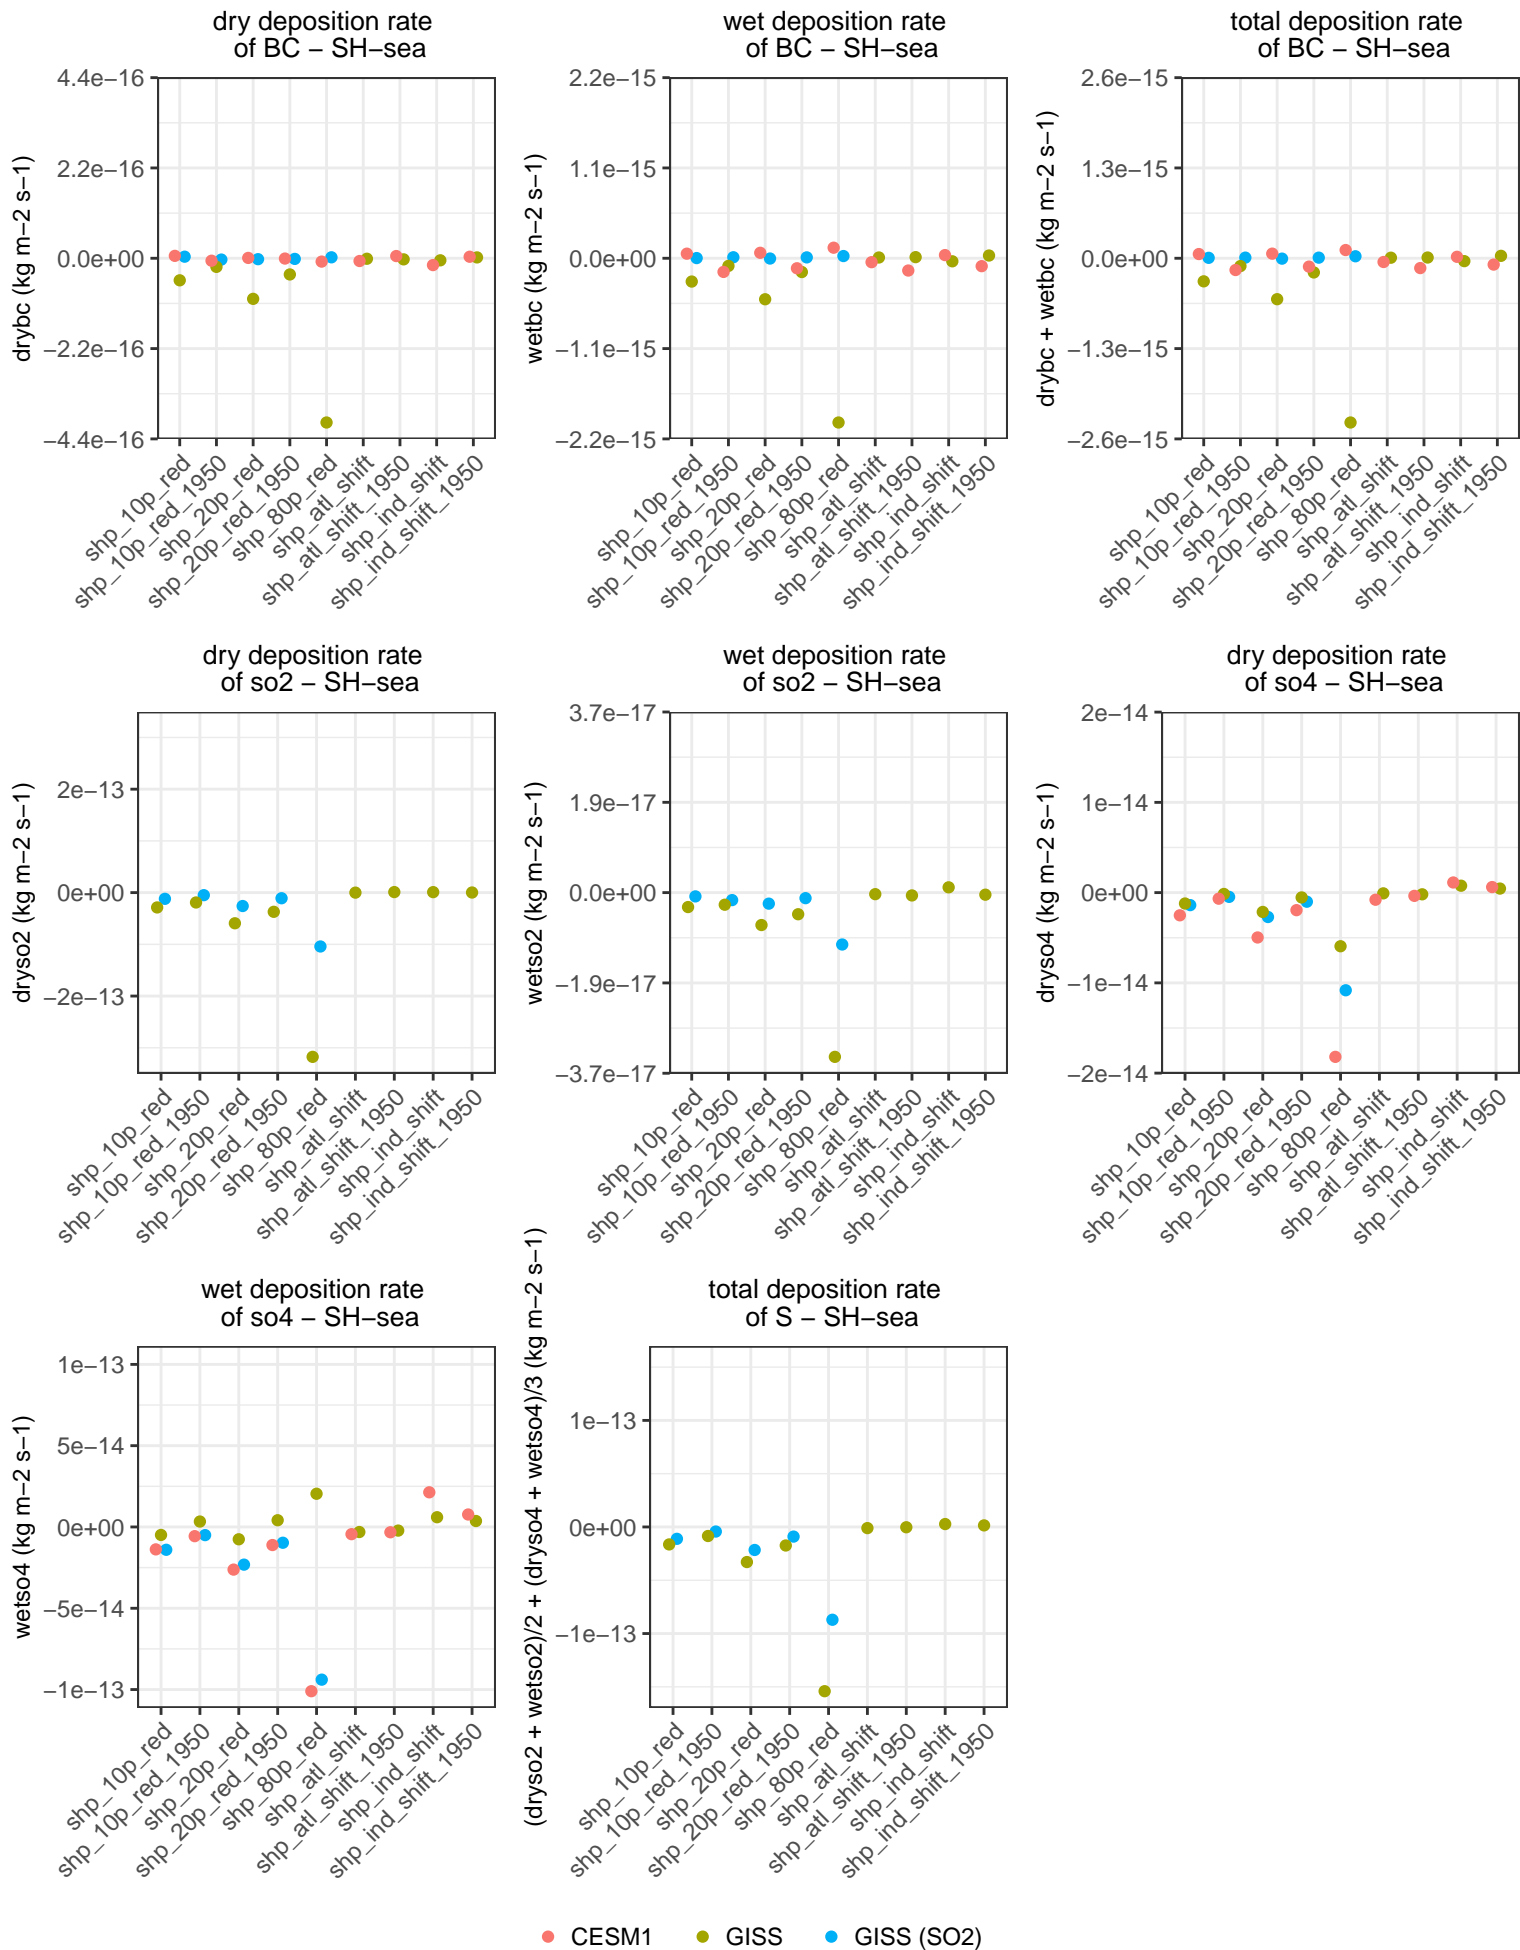 dry deposition rate
of BC − SH−sea
drybc (kg m−2 s−1)
4.4e−16
2.2e−16
0.0e+00
−2.2e−16
−4.4e−16
shp_10p_red
shp_10p_red_1950
shp_20p_red
shp_20p_red_1950
shp_80p_red
shp_atl_shift
shp_atl_shift_1950
shp_ind_shift
shp_ind_shift_1950
wet deposition rate
of BC − SH−sea
wetbc (kg m−2 s−1)
2.2e−15
1.1e−15
0.0e+00
−1.1e−15
−2.2e−15
shp_10p_red
shp_10p_red_1950
shp_20p_red
shp_20p_red_1950
shp_80p_red
shp_atl_shift
shp_atl_shift_1950
shp_ind_shift
shp_ind_shift_1950
total deposition rate
of BC − SH−sea
drybc + wetbc (kg m−2 s−1)
2.6e−15
1.3e−15
0.0e+00
−1.3e−15
−2.6e−15
shp_10p_red
shp_10p_red_1950
shp_20p_red
shp_20p_red_1950
shp_80p_red
shp_atl_shift
shp_atl_shift_1950
shp_ind_shift
shp_ind_shift_1950
dry deposition rate
of so2 − SH−sea
dryso2 (kg m−2 s−1)
2e−13
0e+00
−2e−13
shp_10p_red
shp_10p_red_1950
shp_20p_red
shp_20p_red_1950
shp_80p_red
shp_atl_shift
shp_atl_shift_1950
shp_ind_shift
shp_ind_shift_1950
wet deposition rate
of so2 − SH−sea
wetso2 (kg m−2 s−1)
3.7e−17
1.9e−17
0.0e+00
−1.9e−17
−3.7e−17
shp_10p_red
shp_10p_red_1950
shp_20p_red
shp_20p_red_1950
shp_80p_red
shp_atl_shift
shp_atl_shift_1950
shp_ind_shift
shp_ind_shift_1950
dry deposition rate
of so4 − SH−sea
dryso4 (kg m−2 s−1)
2e−14
1e−14
0e+00
−1e−14
−2e−14
shp_10p_red
shp_10p_red_1950
shp_20p_red
shp_20p_red_1950
shp_80p_red
shp_atl_shift
shp_atl_shift_1950
shp_ind_shift
shp_ind_shift_1950
wet deposition rate
of so4 − SH−sea
wetso4 (kg m−2 s−1)
1e−13
5e−14
0e+00
−5e−14
−1e−13
shp_10p_red
shp_10p_red_1950
shp_20p_red
shp_20p_red_1950
shp_80p_red
shp_atl_shift
shp_atl_shift_1950
shp_ind_shift
shp_ind_shift_1950
total deposition rate
of S − SH−sea
(dryso2 + wetso2)/2 + (dryso4 + wetso4)/3 (kg m−2 s−1)
1e−13
0e+00
−1e−13
shp_10p_red
shp_10p_red_1950
shp_20p_red
shp_20p_red_1950
shp_80p_red
shp_atl_shift
shp_atl_shift_1950
shp_ind_shift
shp_ind_shift_1950
CESM1
GISS
GISS (SO2)